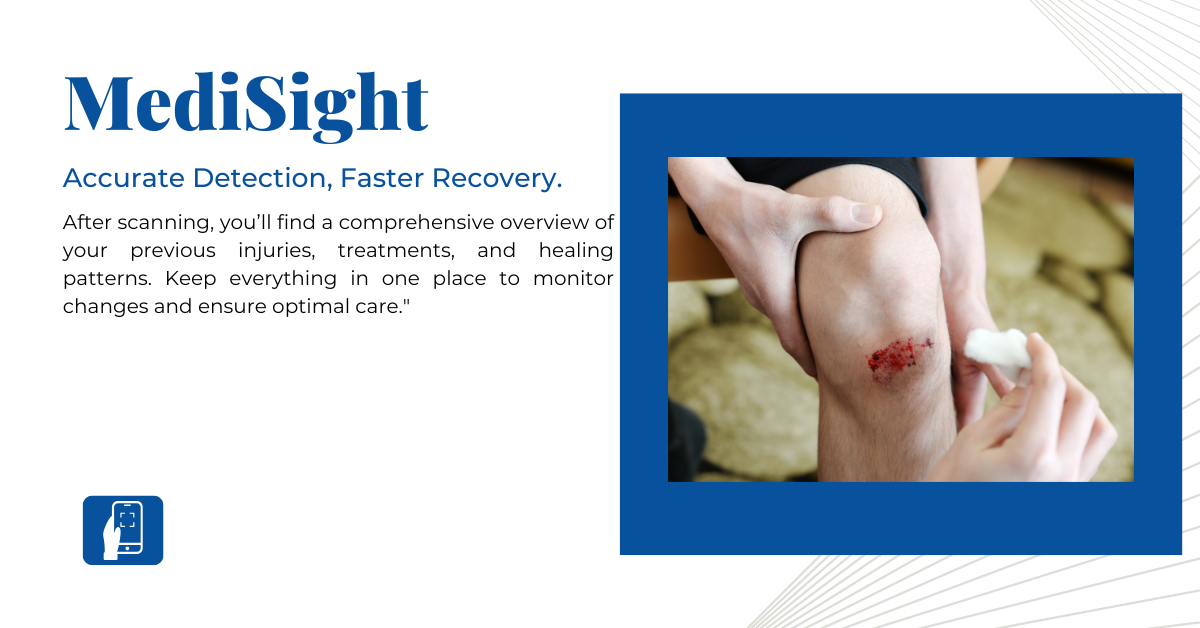 MediSight
Accurate Detection, Faster Recovery.
After scanning, you’ll find a comprehensive overview of
your previous injuries, treatments, and healing
patterns. Keep everything in one place to monitor
changes and ensure optimal care."